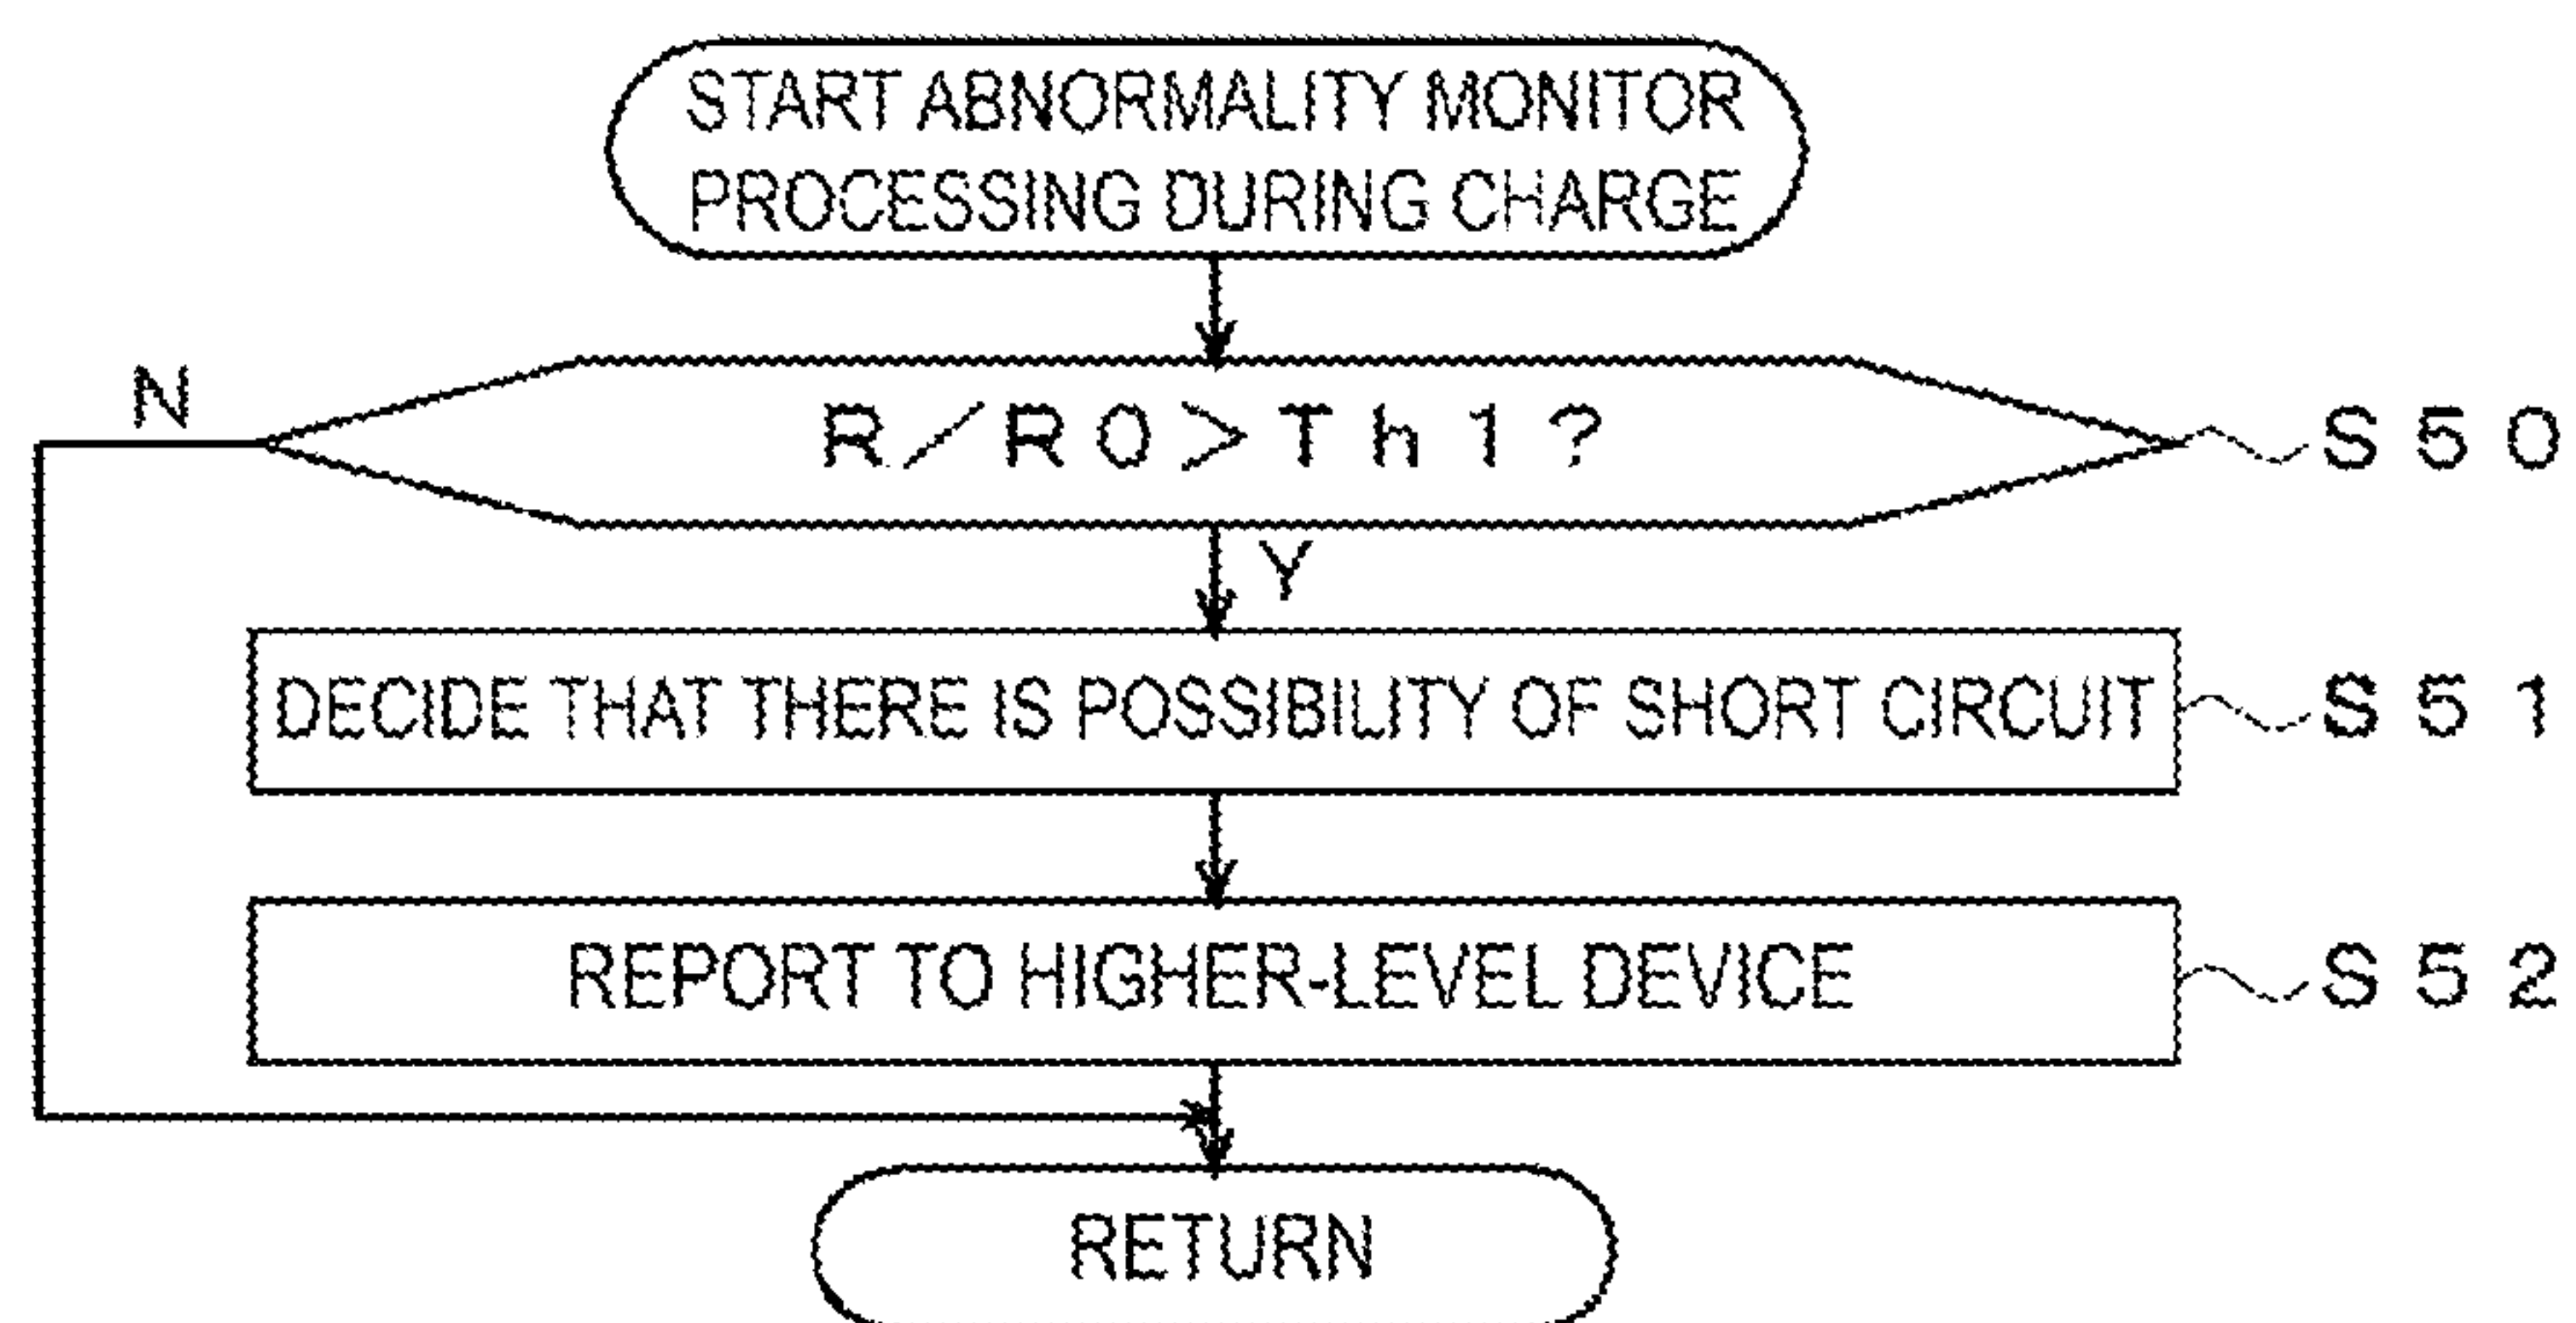 START ABNORMALITY MONITOR
PROCESSING DURING CHARGE
N
R/R0>Th1?
S50
Y
DECIDE THAT THERE IS POSSIBILITY OF SHORT CIRCUIT
S51
REPORT TO HIGHER-LEVEL DEVICE
S52
RETURN